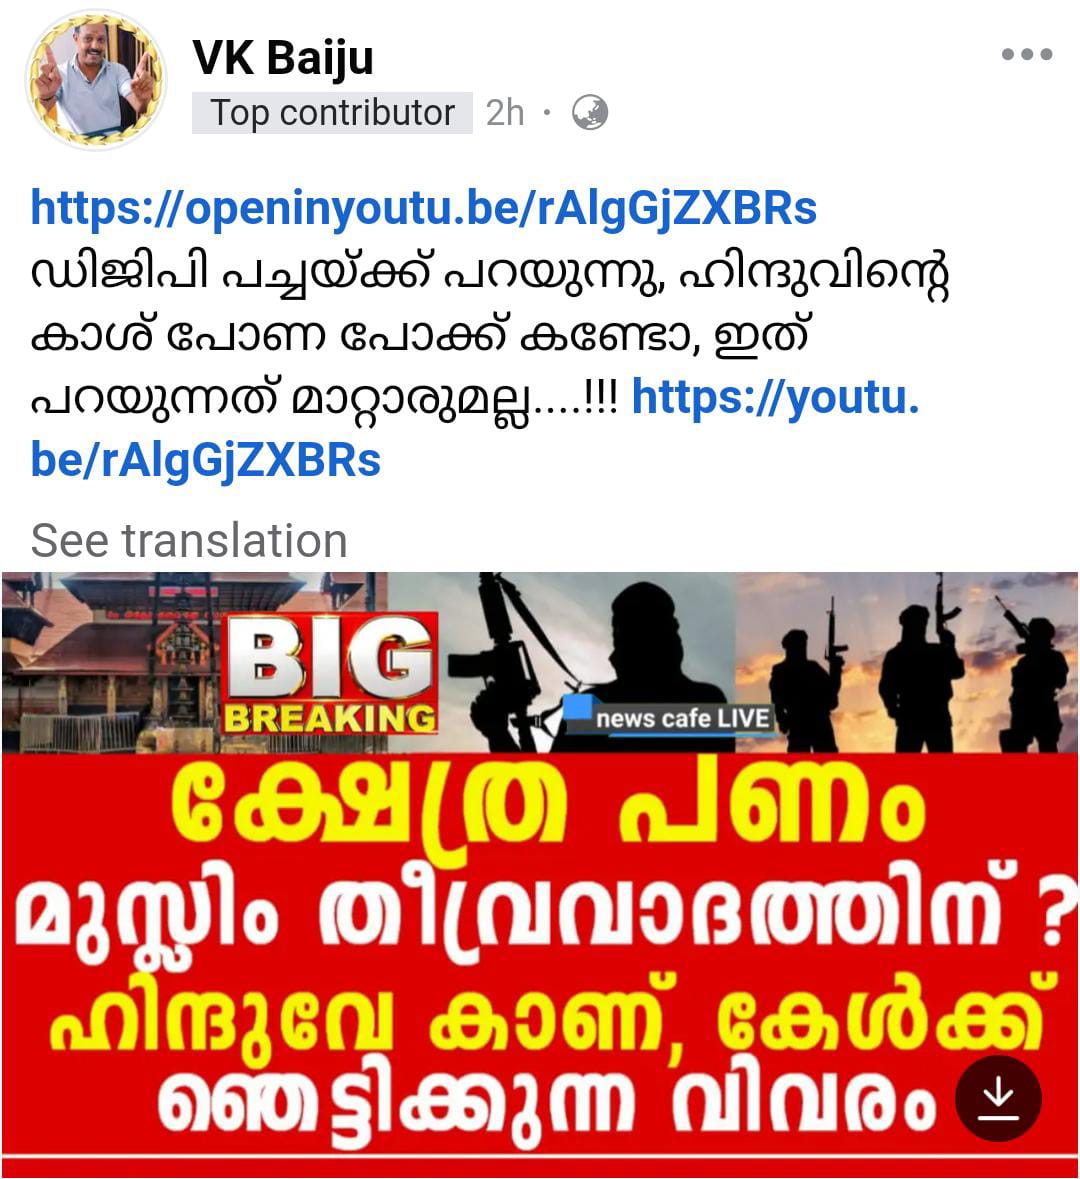 VK Baiju
Top contributor 2h ·
https://openinyoutu.be/rAlgGjZXBRs
ഡിജിപി പച്ചയ്ക്ക് പറയുന്നു, ഹിന്ദുവിന്റെ
കാശ് പോണ പോക്ക് കണ്ടോ, ഇത്
പറയുന്നത് മാറ്റാരുമല്ല....!!! https://youtu.
be/rAlgGjZXBRs
See translation
BIG
BREAKING
news cafe LIVE
ക്ഷേത്ര പണം
മുസ്ലിം തീവ്രവാദത്തിന് ?
ഹിന്ദുവേ കാണ്, കേൾക്ക്
ഞെട്ടിക്കുന്ന വിവരം